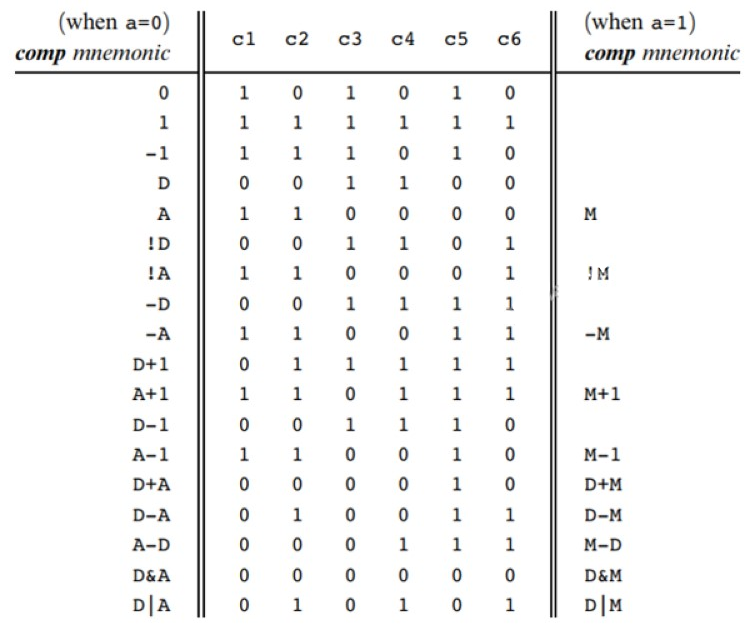 (when a=0) c1 c2 c3 c4 c5 c6 (when a=1)
comp mnemonic comp mnemonic
0 1 0 1 0 1 0
1 1 1 1 1 1 1
-1 1 1 1 0 1 0
D 0 0 1 1 0 0
A 1 1 0 0 0 0 M
!D 0 0 1 1 0 1
!A 1 1 0 0 0 1 !M
-D 0 0 1 1 1 1
-A 1 1 0 0 1 1 -M
D+1 0 1 1 1 1 1
A+1 1 1 0 1 1 1 M+1
D-1 0 0 1 1 1 0
A-1 1 1 0 0 1 0 M-1
D+A 0 0 0 0 1 0 D+M
D-A 0 1 0 0 1 1 D-M
A-D 0 0 0 1 1 1 M-D
D&A 0 0 0 0 0 0 D&M
D|A 0 1 0 1 0 1 D|M